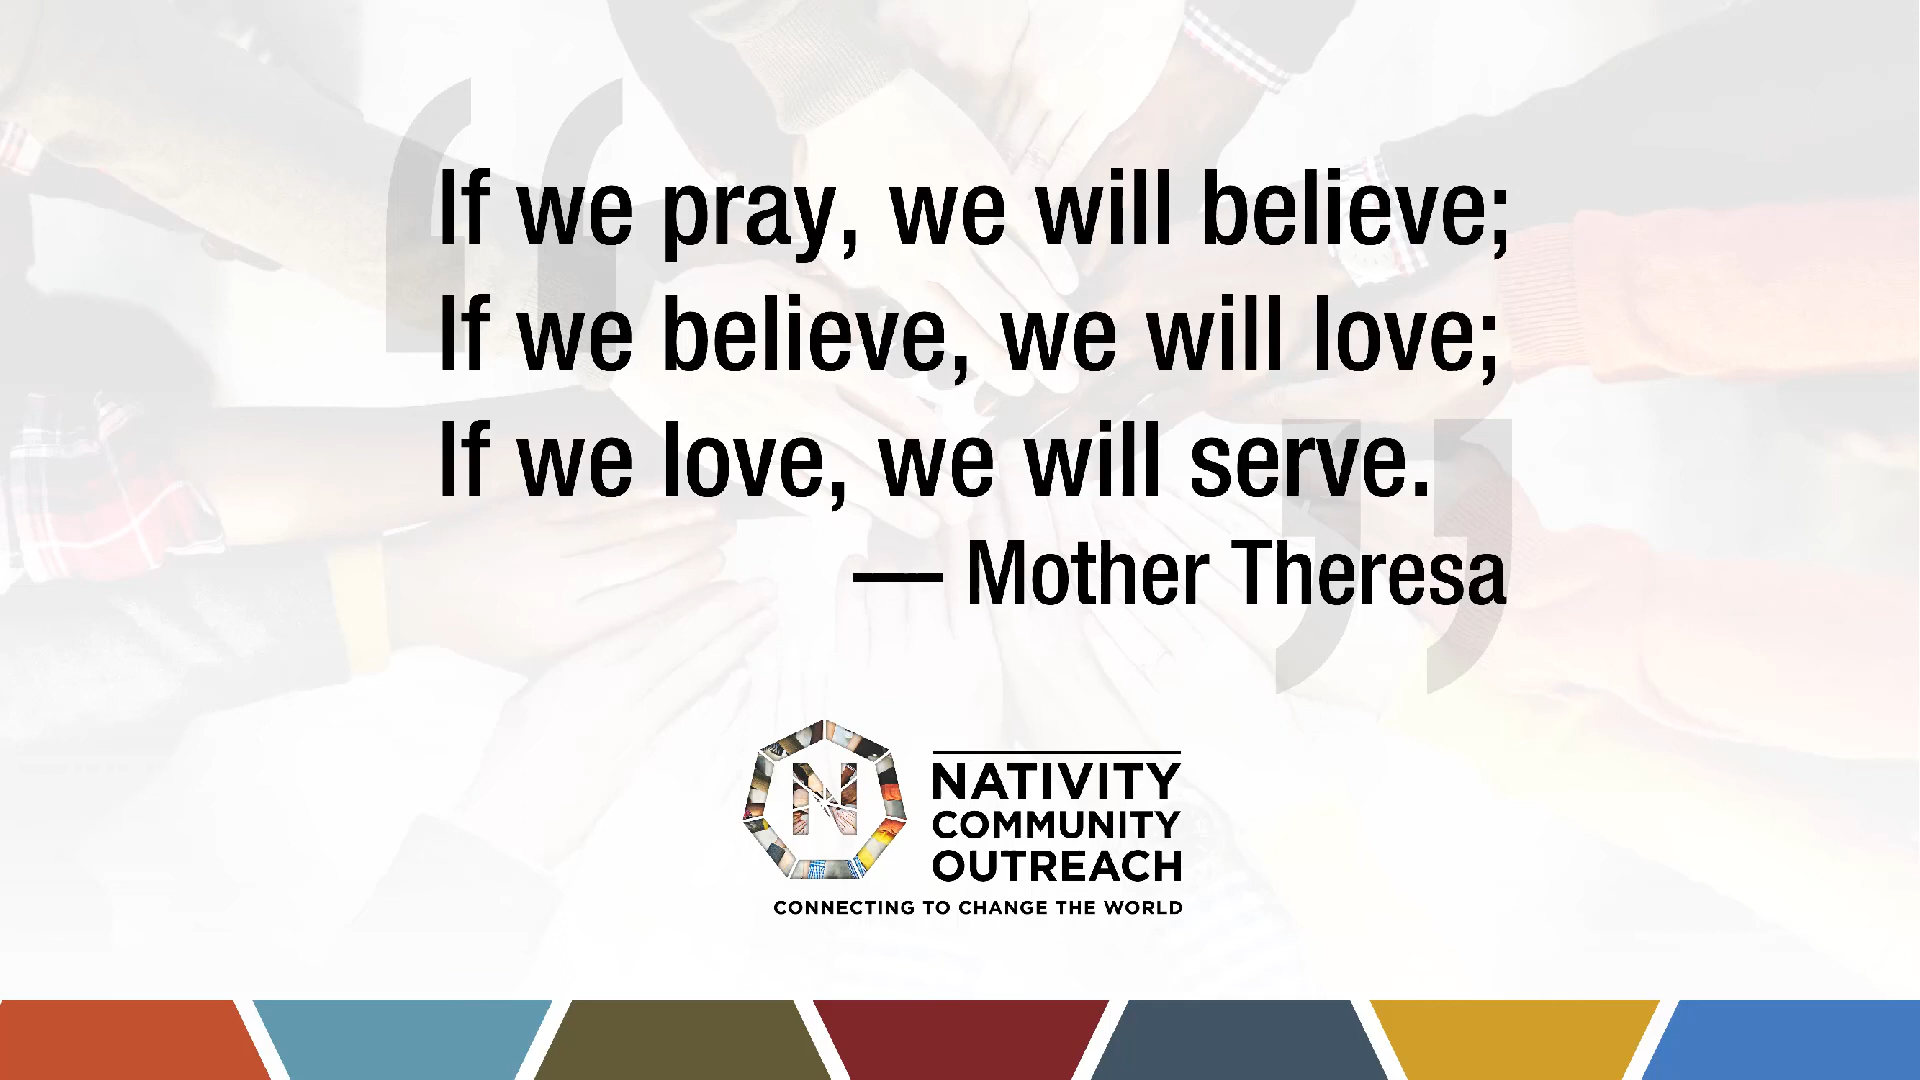 If we pray, we will believe;
If we believe, we will love;
If we love, we will serve.
— Mother Theresa
N
NATIVITY
COMMUNITY
OUTREACH
CONNECTING TO CHANGE THE WORLD